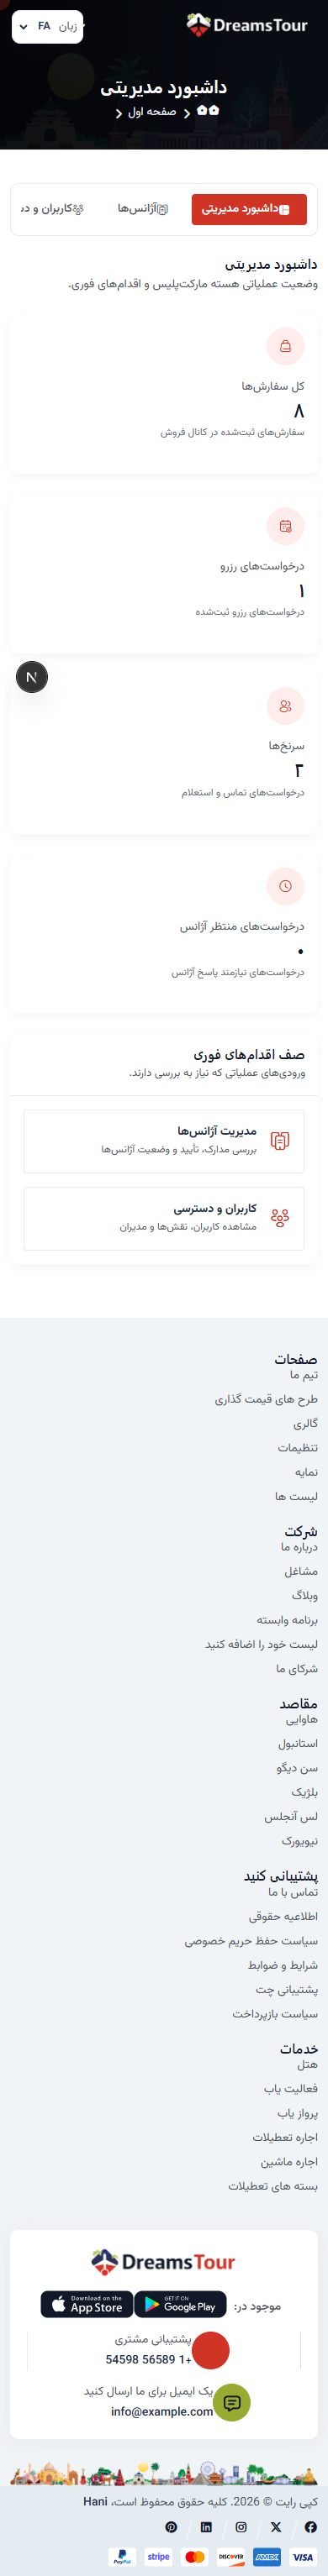 DreamsTour
زبان FA
داشبورد مدیریتی
صفحه اول
داشبورد مدیریتی
آژانس‌ها
کاربران و دس
داشبورد مدیریتی
وضعیت عملیاتی هسته مارکت‌پلیس و اقدام‌های فوری.
کل سفارش‌ها
۸
سفارش‌های ثبت‌شده در کانال فروش
درخواست‌های رزرو
۱
درخواست‌های رزرو ثبت‌شده
N
سرنخ‌ها
۲
درخواست‌های تماس و استعلام
درخواست‌های منتظر آژانس
۰
درخواست‌های نیازمند پاسخ آژانس
صف اقدام‌های فوری
ورودی‌های عملیاتی که نیاز به بررسی دارند.
مدیریت آژانس‌ها
بررسی مدارک، تأیید و وضعیت آژانس‌ها
کاربران و دسترسی
مشاهده کاربران، نقش‌ها و مدیران
صفحات
تیم ما
طرح های قیمت گذاری
گالری
تنظیمات
نمایه
لیست ها
شرکت
درباره ما
مشاغل
وبلاگ
برنامه وابسته
لیست خود را اضافه کنید
شرکای ما
مقاصد
هاوایی
استانبول
سن دیگو
بلژیک
لس آنجلس
نیویورک
پشتیبانی کنید
تماس با ما
اطلاعیه حقوقی
سیاست حفظ حریم خصوصی
شرایط و ضوابط
پشتیبانی چت
سیاست بازپرداخت
خدمات
هتل
فعالیت یاب
پرواز یاب
اجاره تعطیلات
اجاره ماشین
بسته های تعطیلات
DreamsTour
موجود در:
GET IT ON
Google Play
Download on the
App Store
پشتیبانی مشتری
+1 56589 54598
یک ایمیل برای ما ارسال کنید
info@example.com
کپی رایت © 2026. کلیه حقوق محفوظ است، Hani
VISA
AMEX
DISCOVER
stripe
PayPal